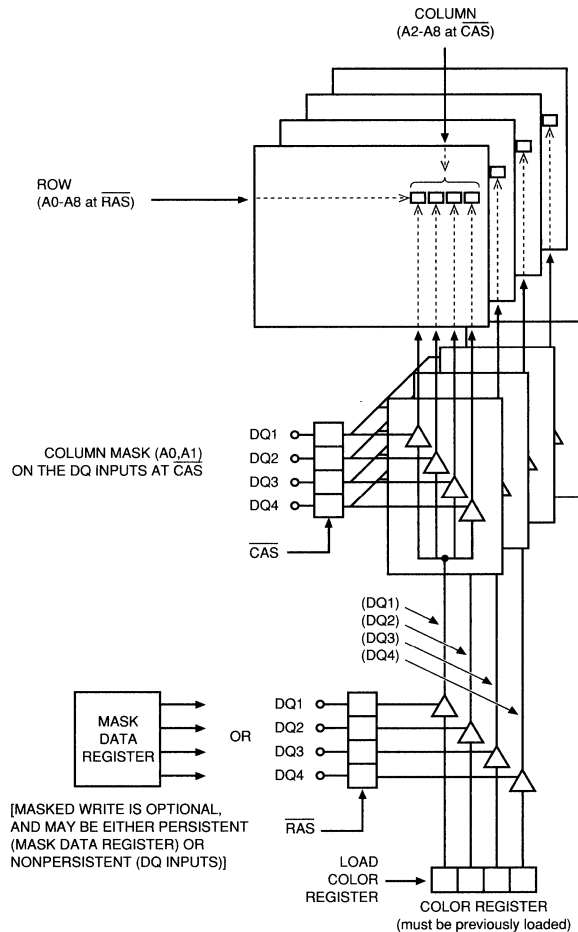 COLUMN
(A2-A8 at CAS)
ROW
(A0-A8 at RAS)
COLUMN MASK (A0,A1)
ON THE DQ INPUTS AT CAS
DQ1
DQ2
DQ3
DQ4
CAS
(DQ1)
(DQ2)
(DQ3)
(DQ4)
MASK
DATA
REGISTER
OR
DQ1
DQ2
DQ3
DQ4
[MASKED WRITE IS OPTIONAL,
AND MAY BE EITHER PERSISTENT
(MASK DATA REGISTER) OR
NONPERSISTENT (DQ INPUTS)]
RAS
LOAD
COLOR
REGISTER
COLOR REGISTER
(must be previously loaded)